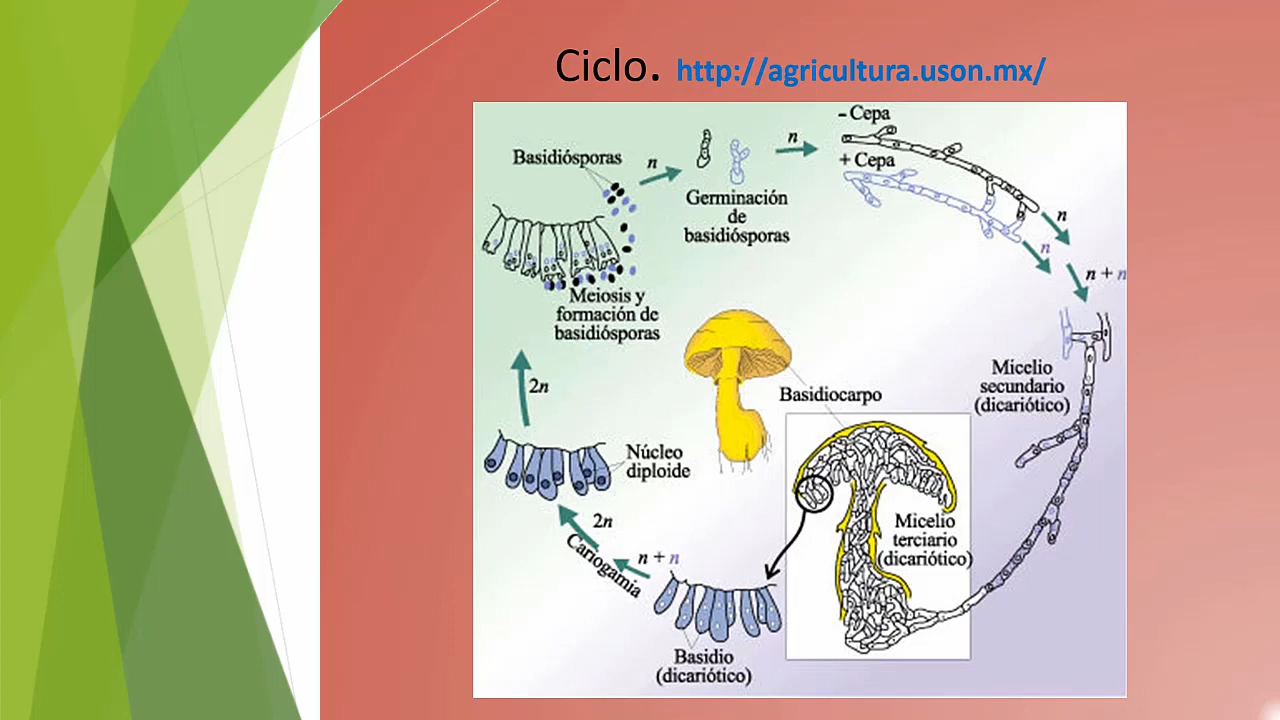 Ciclo. http://agricultura.uson.mx/
– Cepa
n
Basidiósporas
n
+ Cepa
Germinación
de
basidiósporas
n
n
n + n
Meiosis y
formación de
basidiósporas
2n
Micelio
secundario
(dicariótico)
Basidiocarpo
Núcleo
diploide
2n
Micelio
terciario
(dicariótico)
Cariogamia
n + n
Basidio
(dicariótico)